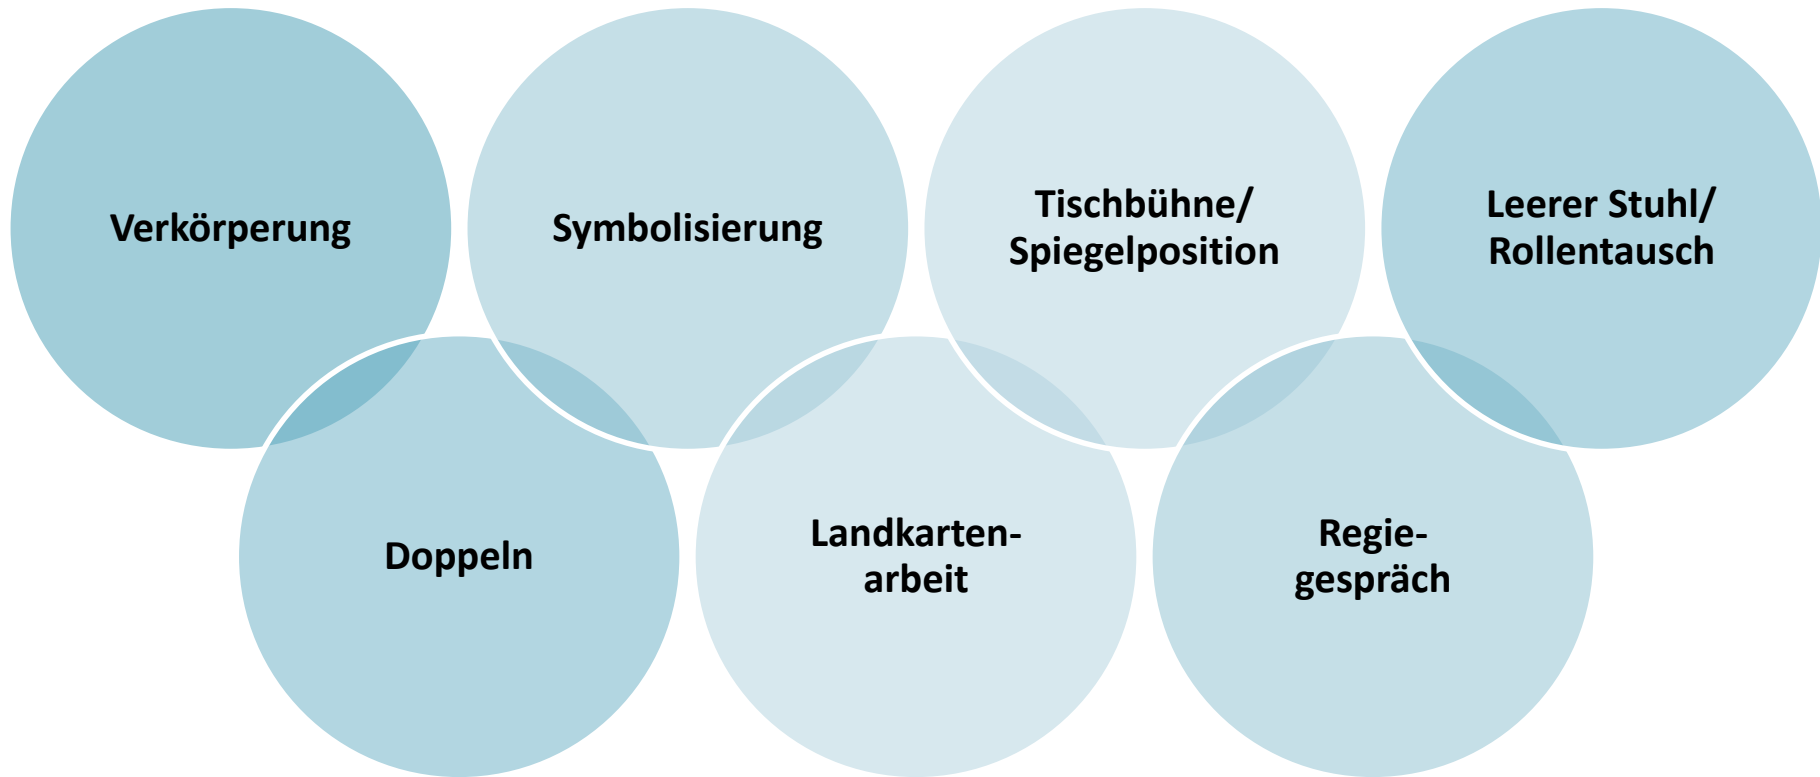 Verkörperung
Symbolisierung
Tischbühne/
Spiegelposition
Leerer Stuhl/
Rollentausch
Doppeln
Landkarten-
arbeit
Regie-
gespräch